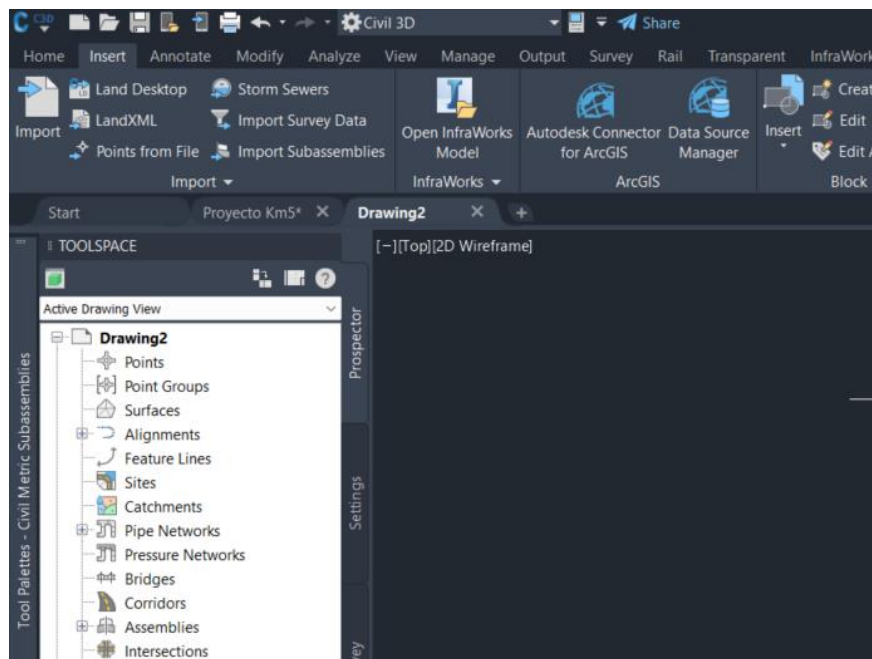 C C3D Civil 3D Share
Home Insert Annotate Modify Analyze View Manage Output Survey Rail Transparent InfraWork
Import
Land Desktop
LandXML
Points from File
Storm Sewers
Import Survey Data
Import Subassemblies
Open InfraWorks
Model
Autodesk Connector
for ArcGIS
Data Source
Manager
Insert
Creat
Edit
Edit A
Import InfraWorks ArcGIS Block
Start Proyecto Km5* Drawing2
TOOLSPACE
[−][Top][2D Wireframe]
Active Drawing View
Drawing2
Points
Point Groups
Surfaces
Alignments
Feature Lines
Sites
Catchments
Pipe Networks
Pressure Networks
Bridges
Corridors
Assemblies
Intersections
Prospector
Settings
Tool Palettes - Civil Metric Subassemblies